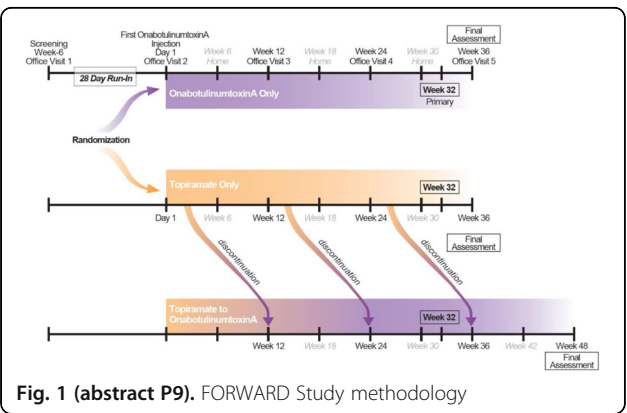 Final
Assessment
Screening
Week-6
Office Visit 1
First OnabotulinumtoxinA
Injection
Day 1
Office Visit 2
Week 6
Home
Week 12
Office Visit 3
Week 18
Home
Week 24
Office Visit 4
Week 30
Home
Week 36
Office Visit 5
28 Day Run-In
OnabotulinumtoxinA Only
Week 32
Primary
Randomization
Topiramate Only
Week 32
Day 1
Week 6
Week 12
Week 18
Week 24
Week 30
Week 36
Final
Assessment
discontinuation
discontinuation
discontinuation
Topiramate to
OnabotulinumtoxinA
Week 32
Week 12
Week 18
Week 24
Week 30
Week 36
Week 42
Week 48
Final
Assessment
Fig. 1 (abstract P9). FORWARD Study methodology